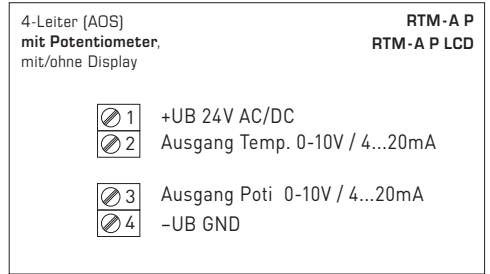 4-Leiter (AOS) RTM-A P
mit Potentiometer, RTM-A P LCD
mit/ohne Display
1 +UB 24V AC/DC
2 Ausgang Temp. 0-10V / 4...20mA
3 Ausgang Poti 0-10V / 4...20mA
4 –UB GND